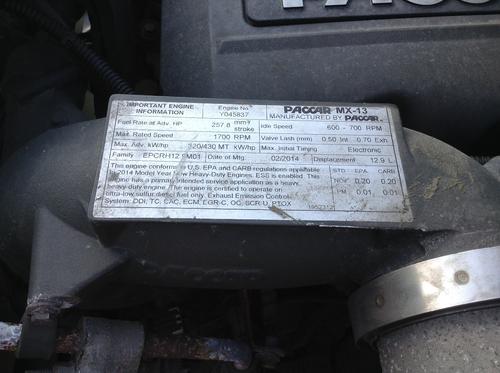 PACCAR
IMPORTANT ENGINE INFORMATION
Engine No.
Y045837
PACCAR MX-13
MANUFACTURED BY PACCAR
Fuel Rate at Adv. HP 257.8 mm³/stroke Idle Speed 600 - 700 RPM
Max. Rated Speed 1700 RPM Valve Lash (mm) 0.50 Int 0.70 Exh
Max. Adv. kW/hp 320/430 MT kW/hp Max. Initial Timing Electronic
Family EPCRH12. M01 Date of Mfg. 02/2014 Displacement 12.9 L
This engine conforms to U.S. EPA and CARB regulations applicable
to 2014 Model Year New Heavy-Duty Engines. ESS is enabled. This
engine has a primary intended service application as a heavy
heavy-duty engine. The engine is certified to operate on
ultra-low sulfur diesel fuel only. Exhaust Emission Control
System: DDI, TC, CAC, ECM, EGR-C, OC, SCR-U, PTOX
STD EPA CARB
NOx 0.20 0.20
PM 0.01 0.01
PACCAR